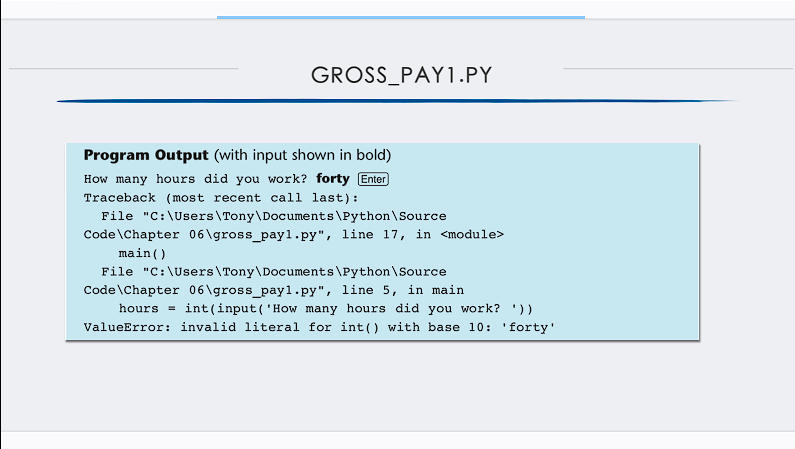 GROSS_PAY1.PY
Program Output (with input shown in bold)
How many hours did you work? forty Enter
Traceback (most recent call last):
File "C:\Users\Tony\Documents\Python\Source
Code\Chapter 06\gross_pay1.py", line 17, in <module>
main()
File "C:\Users\Tony\Documents\Python\Source
Code\Chapter 06\gross_pay1.py", line 5, in main
hours = int(input('How many hours did you work? '))
ValueError: invalid literal for int() with base 10: 'forty'